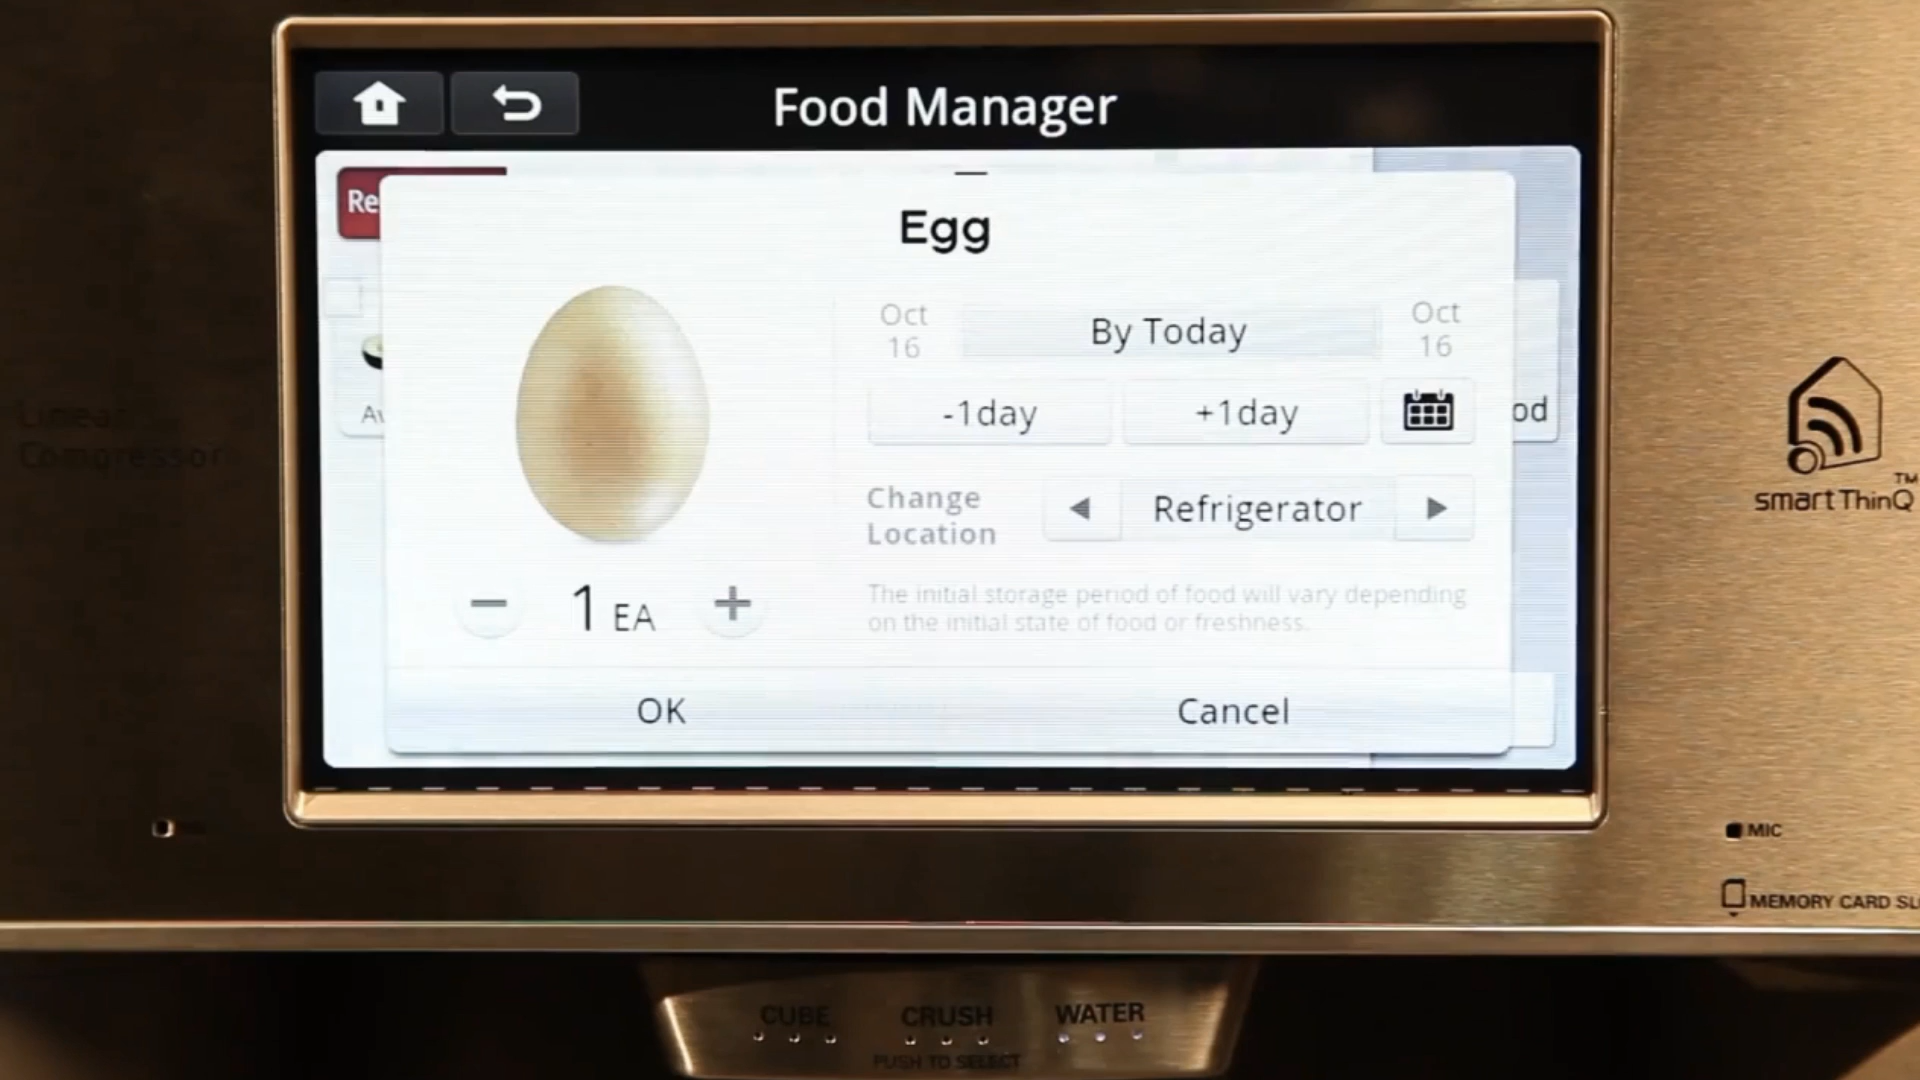 Food Manager
Re
Egg
Oct
16
By Today
Oct
16
-1day
+1day
od
Change
Location
Refrigerator
The initial storage period of food will vary depending
on the initial state of food or freshness.
1 EA
OK
Cancel
Linear
Compressor
TM
smart ThinQ
MIC
MEMORY CARD
CUBE
CRUSH
WATER
PUSH TO SELECT